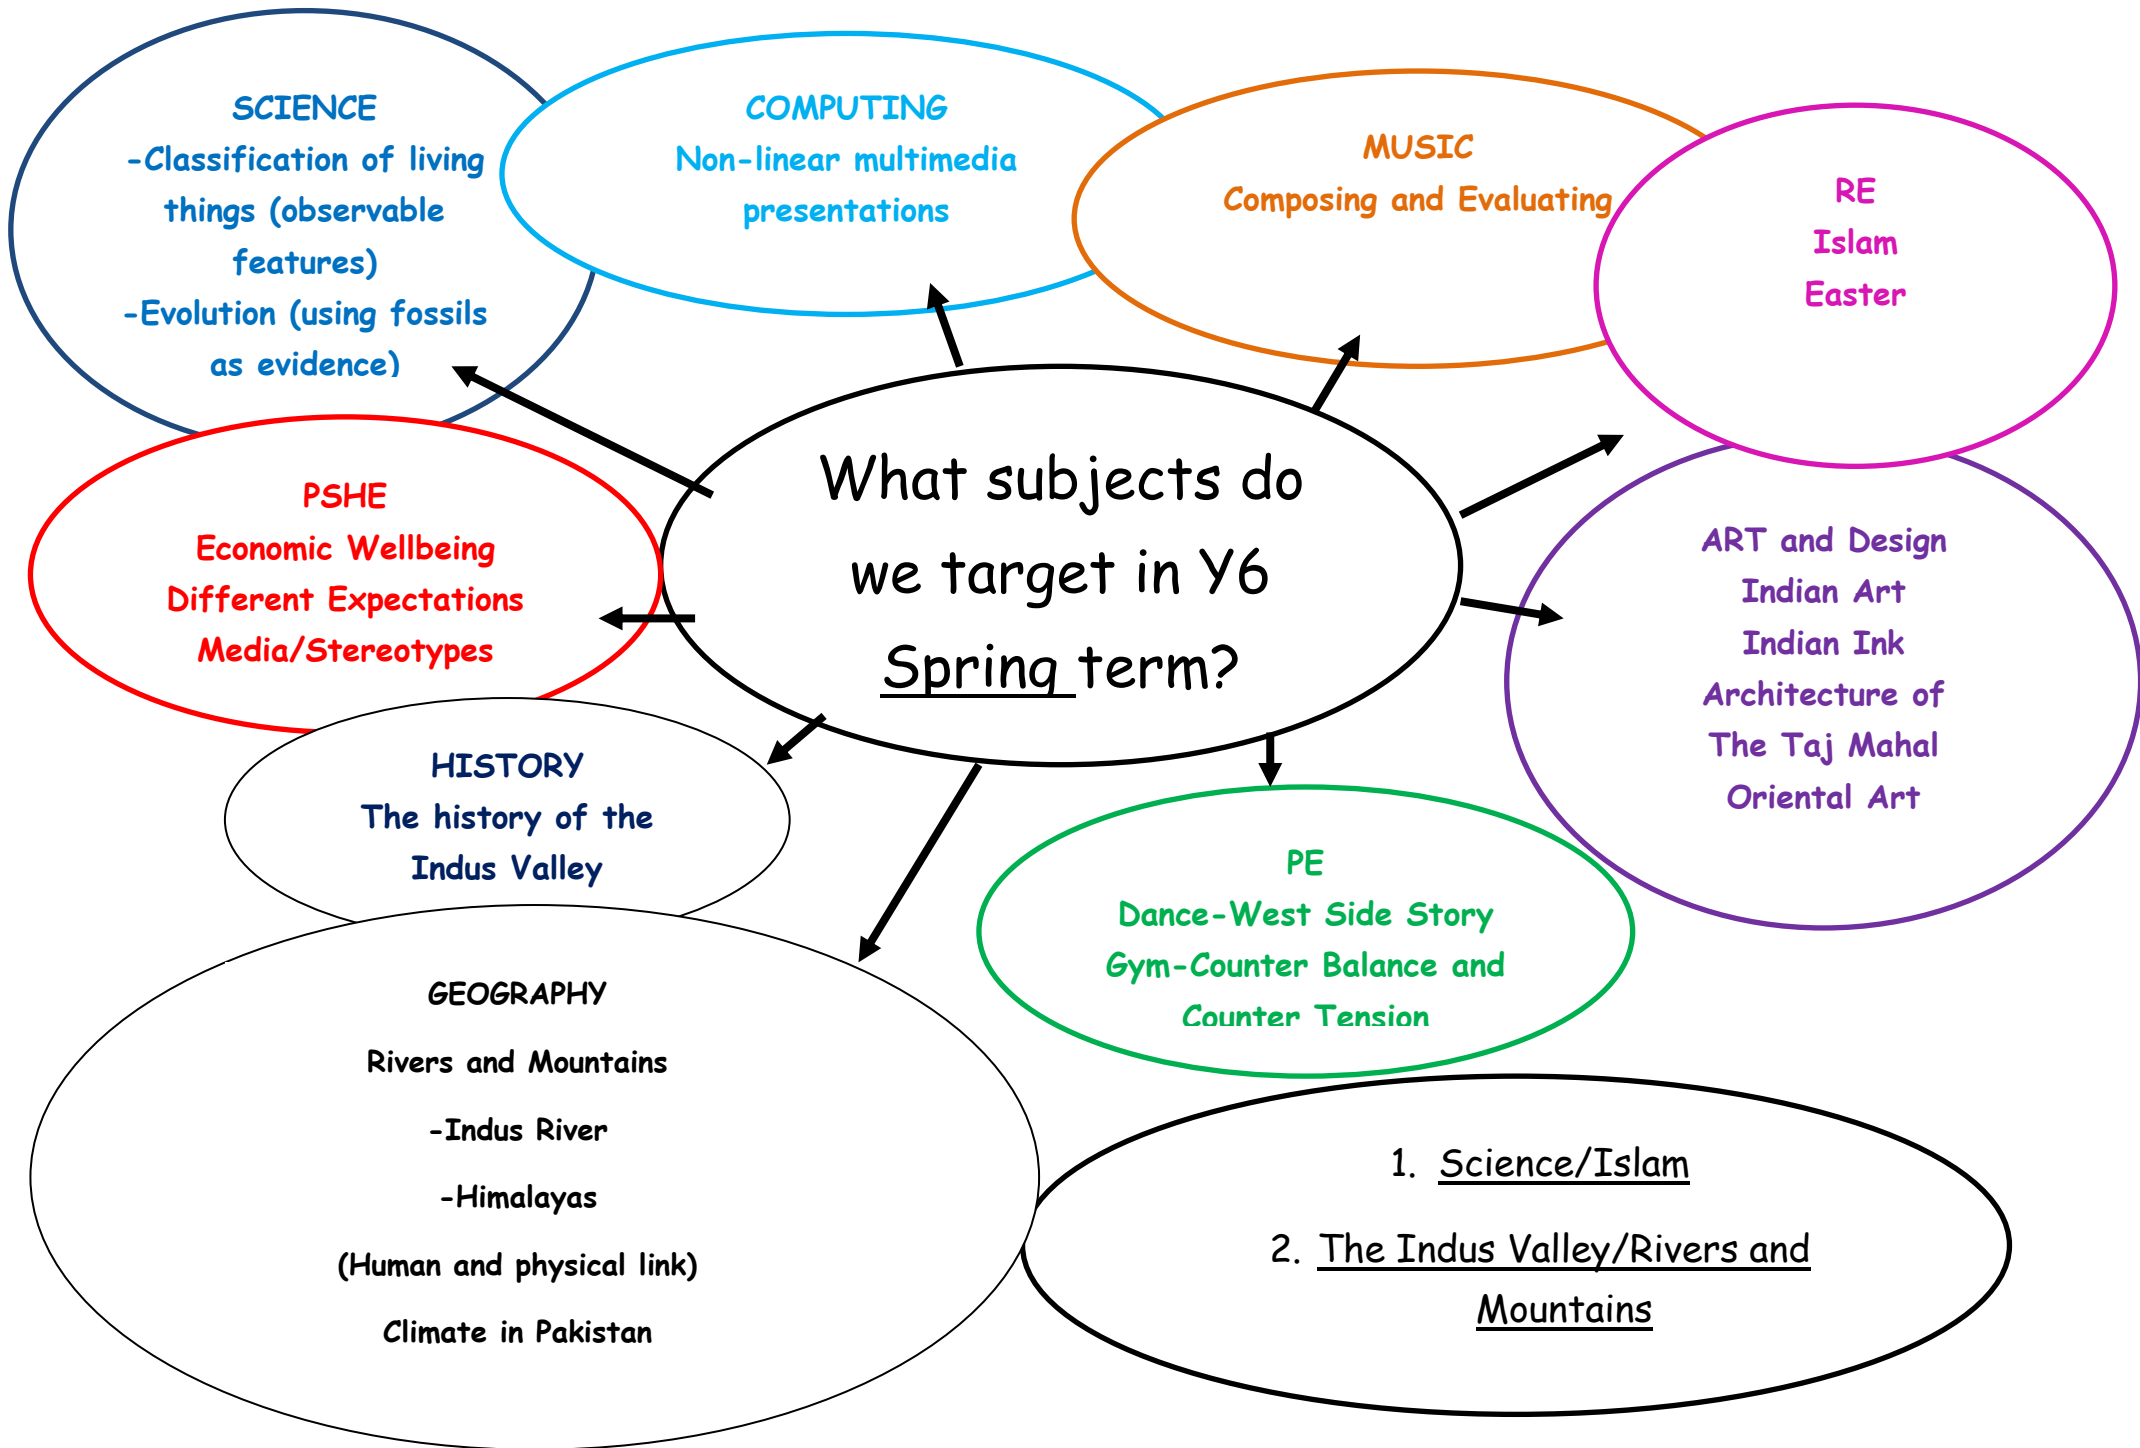 SCIENCE
-Classification of living
things (observable
features)
-Evolution (using fossils
as evidence)
COMPUTING
Non-linear multimedia
presentations
MUSIC
Composing and Evaluating
RE
Islam
Easter
What subjects do
we target in Y6
Spring term?
PSHE
Economic Wellbeing
Different Expectations
Media/Stereotypes
ART and Design
Indian Art
Indian Ink
Architecture of
The Taj Mahal
Oriental Art
HISTORY
The history of the
Indus Valley
PE
Dance-West Side Story
Gym-Counter Balance and
Counter Tension
GEOGRAPHY
Rivers and Mountains
-Indus River
-Himalayas
(Human and physical link)
Climate in Pakistan
1. Science/Islam
2. The Indus Valley/Rivers and
Mountains